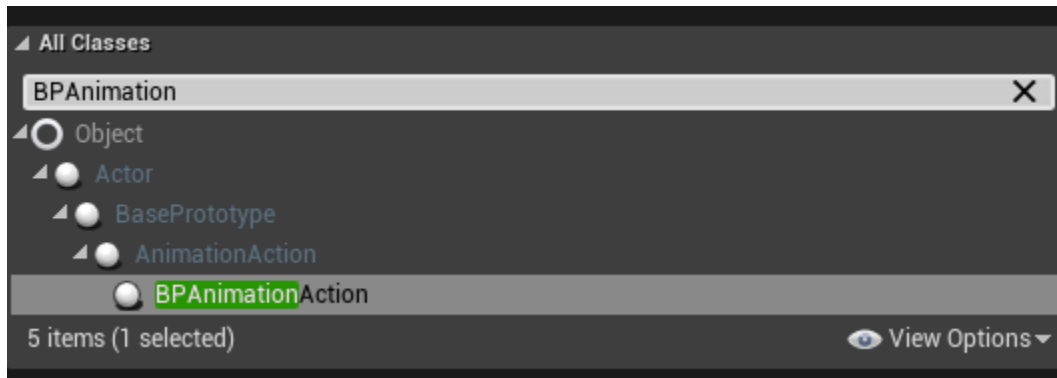 All Classes
BPAnimation
Object
Actor
BasePrototype
AnimationAction
BPAnimationAction
5 items (1 selected) View Options